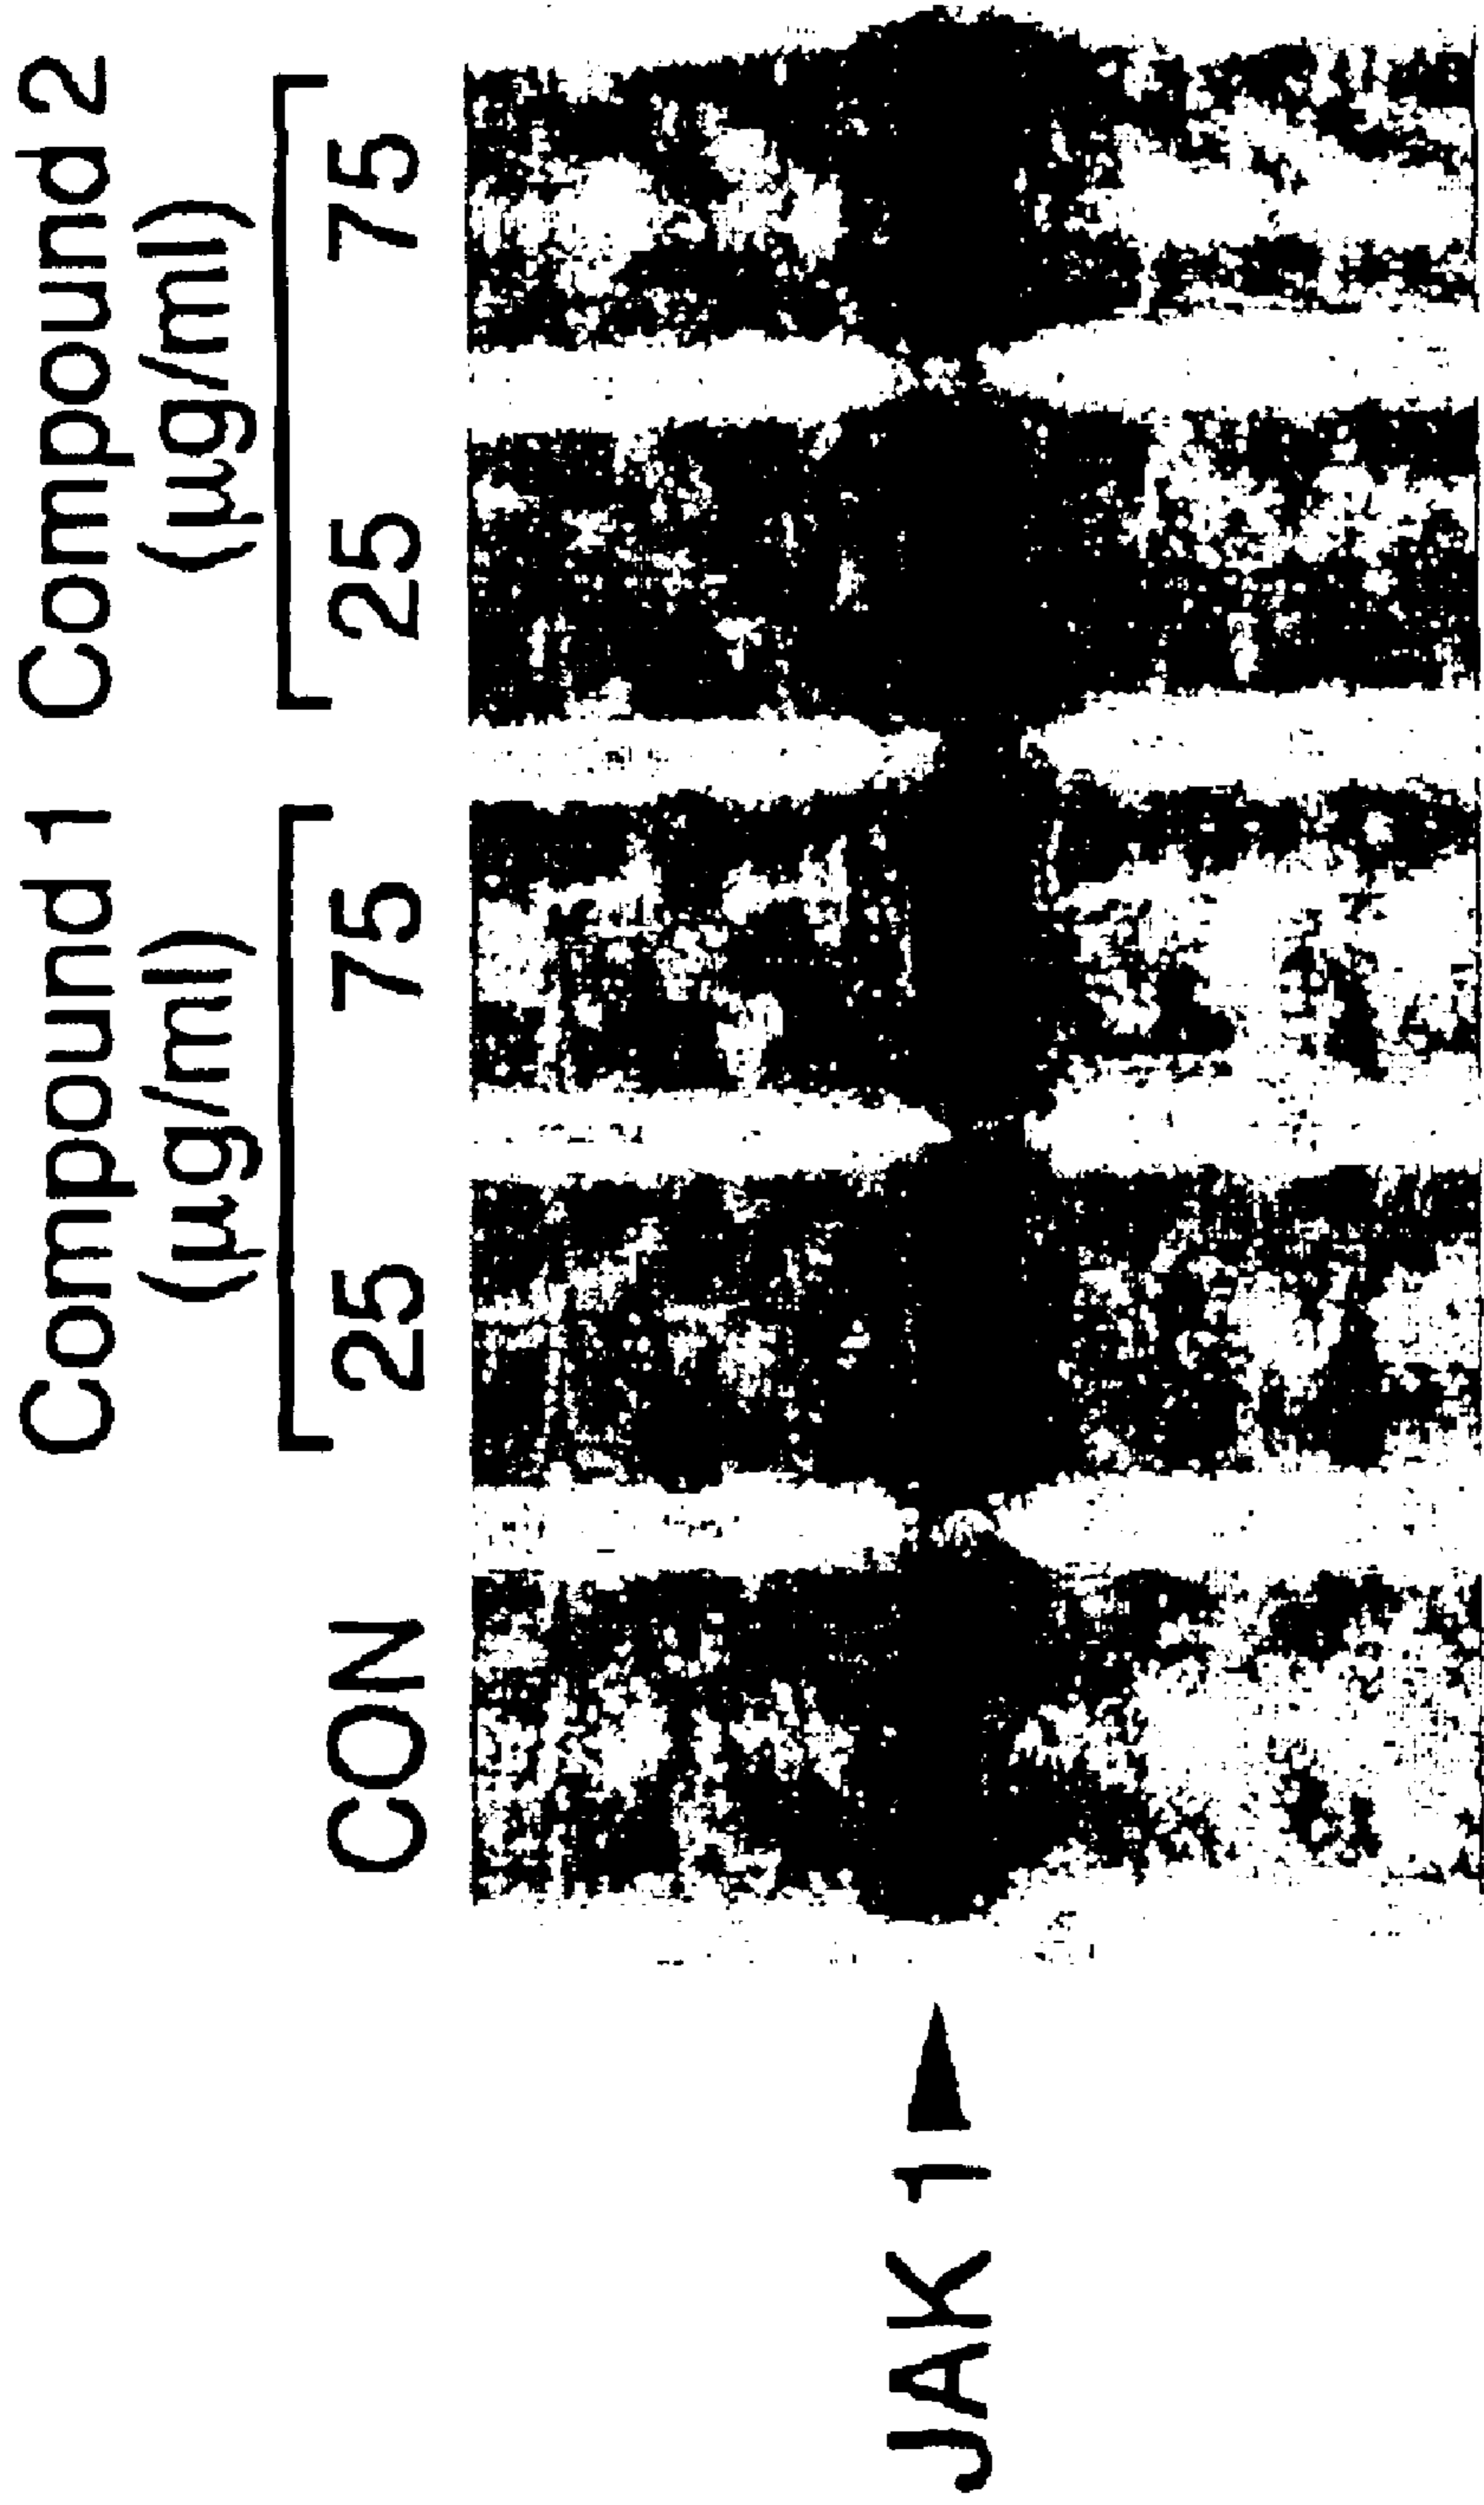 Compound 1 Compound 2
(μg/ml) (μg/ml)
CON 25 75 25 75
JAK 1